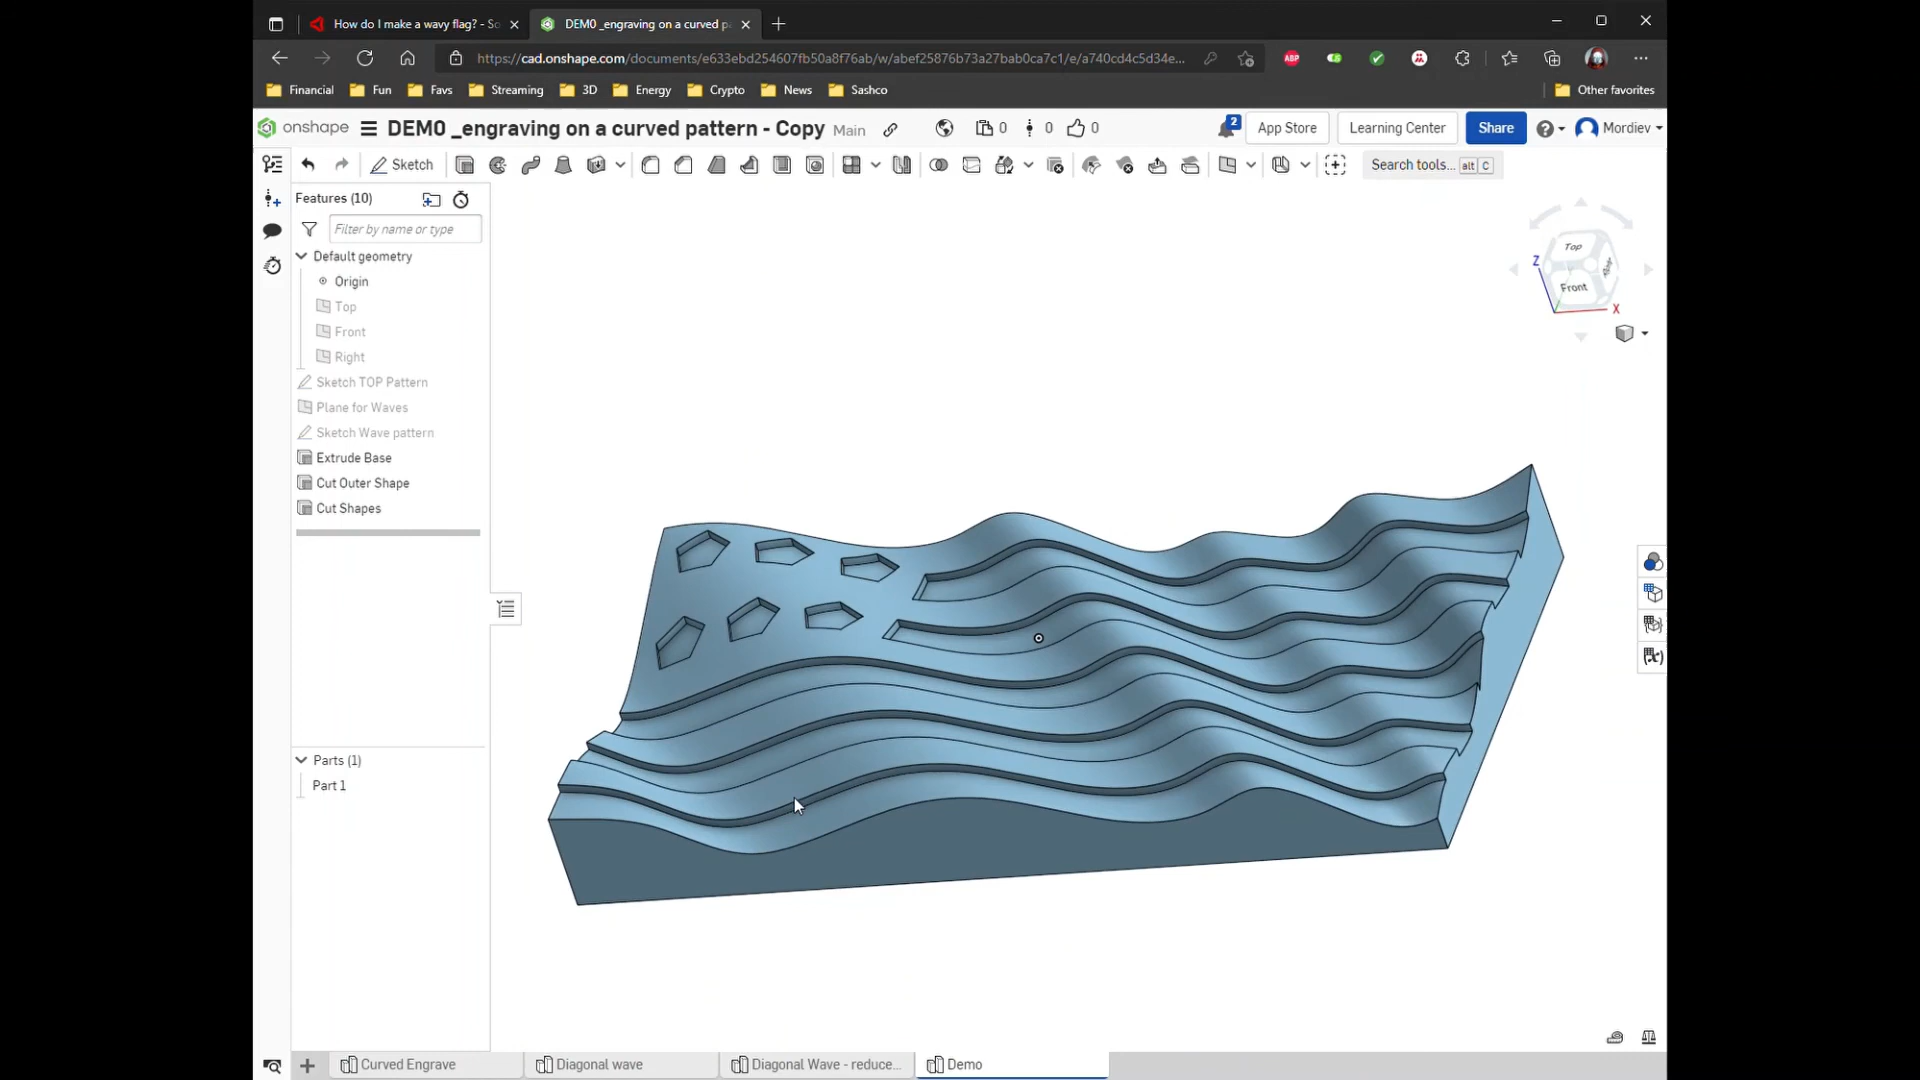 How do I make a wavy flag? - Sc
DEMO _engraving on a curved p
https://cad.onshape.com/documents/e633ebd254607fb50a8f76ab/w/abef25876b73a27bab0ca7c1/e/a740cd4c5d34e...
ABP
Financial
Fun
Favs
Streaming
3D
Energy
Crypto
News
Sashco
Other favorites
onshape
DEMO _engraving on a curved pattern - Copy
Main
0
0
0
2
App Store
Learning Center
Share
Mordiev
Sketch
Search tools... alt C
Features (10)
Filter by name or type
Default geometry
Origin
Top
Front
Right
Sketch TOP Pattern
Plane for Waves
Sketch Wave pattern
Extrude Base
Cut Outer Shape
Cut Shapes
Parts (1)
Part 1
Top
Front
Right
Z
X
(x)
Curved Engrave
Diagonal wave
Diagonal Wave - reduce...
Demo